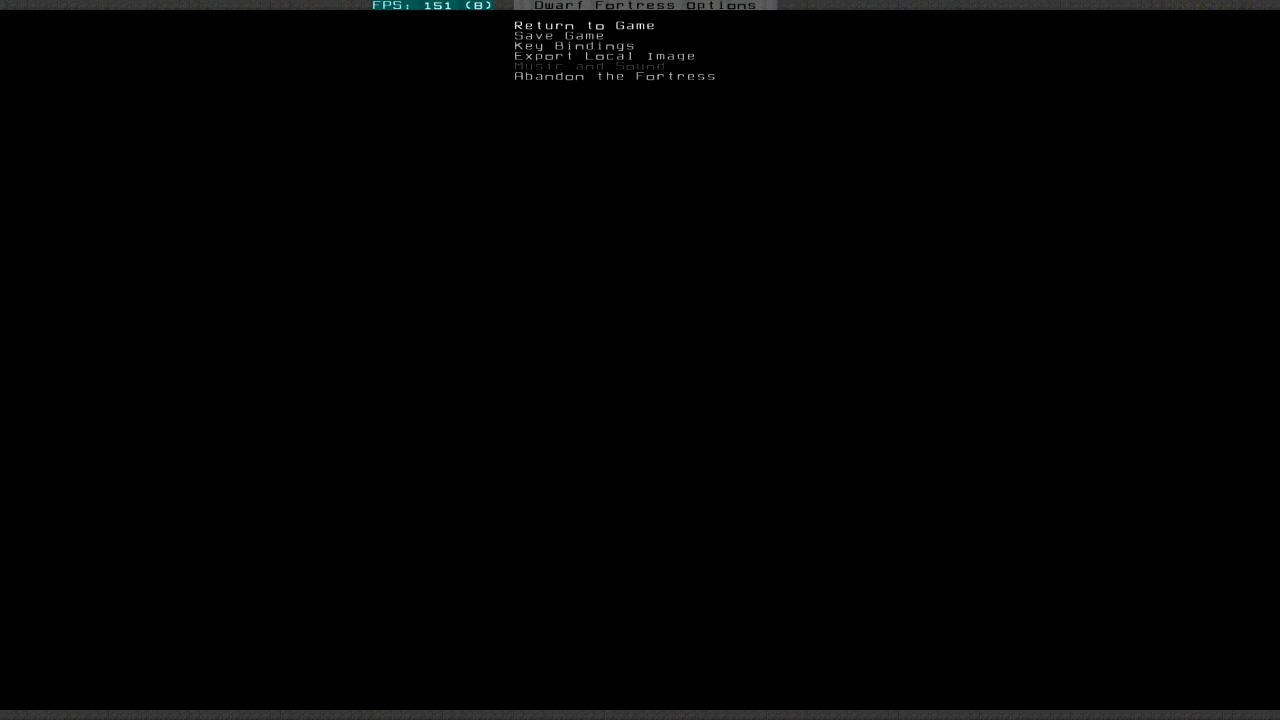 FPS: 151 (8) Dwarf Fortress Options
Return to Game
Save Game
Key Bindings
Export Local Image
Music and Sound
Abandon the Fortress